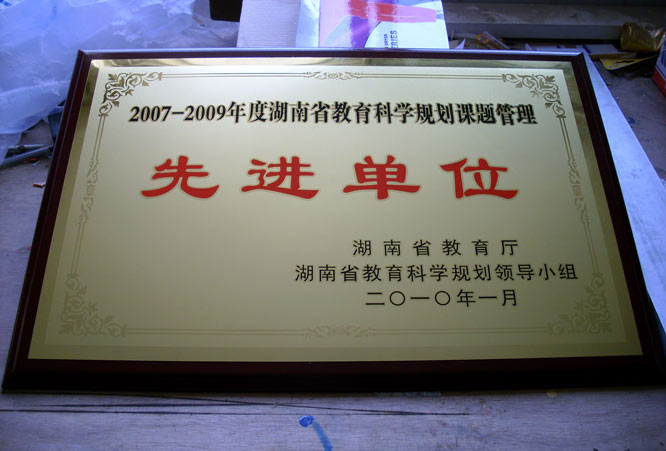 2007-2009年度湖南省教育科学规划课题管理
先进单位
湖南省教育厅
湖南省教育科学规划领导小组
二〇一〇年一月